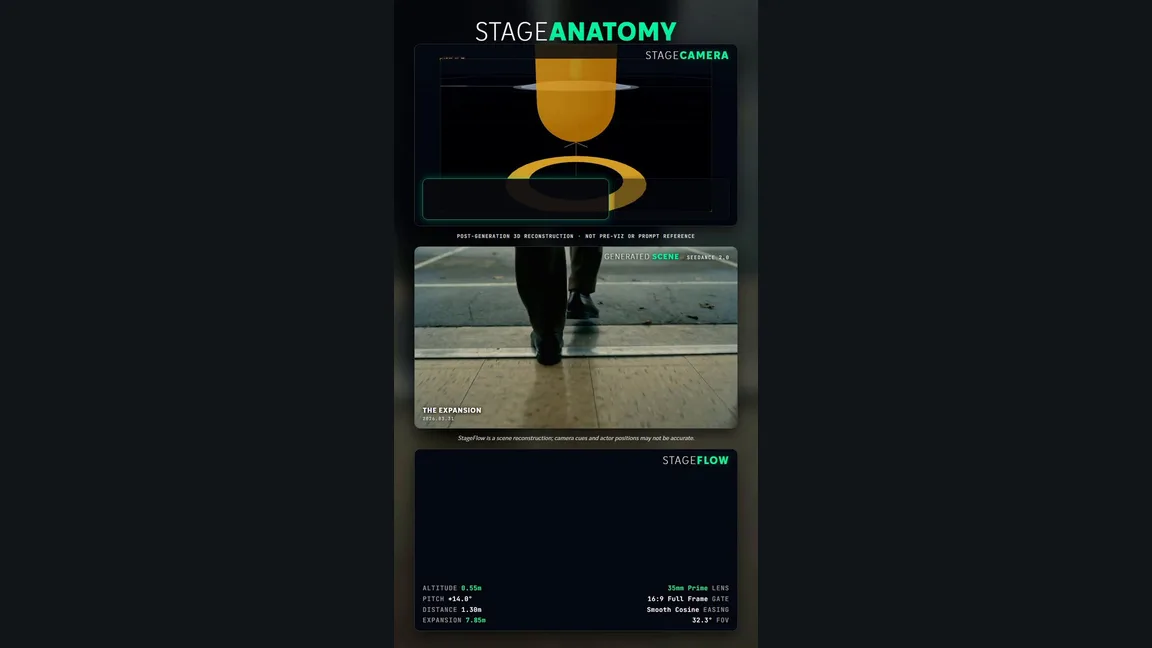 STAGEANATOMY
STAGECAMERA
POST-GENERATION 3D RECONSTRUCTION · NOT PRE-VIZ OR PROMPT REFERENCE
GENERATED SCENE SEEDANCE 2.0
THE EXPANSION
StageFlow is a scene reconstruction; camera cues and actor positions may not be accurate.
STAGEFLOW
ALTITUDE 0.55m
PITCH +14.0°
DISTANCE 1.30m
EXPANSION 7.85m
35mm Prime LENS
16:9 Full Frame GATE
Smooth Cosine EASING
32.3° FOV